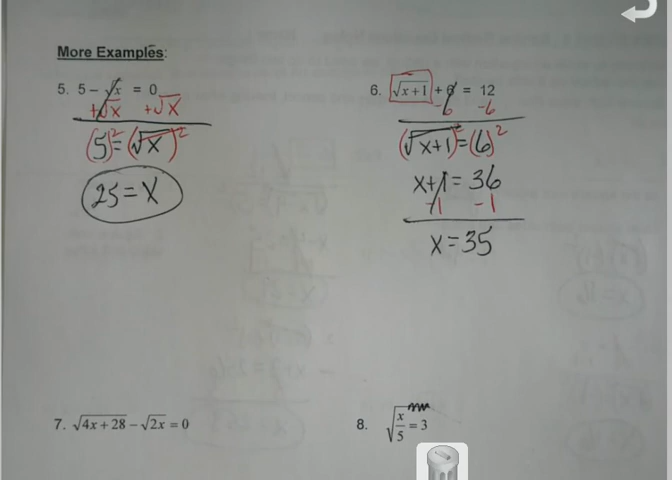 More Examples:
5. 5 − √x = 0
+√x +√x
(5)² = (√x)²
25 = x
6. √x+1 + 6 = 12
-6 -6
(√x+1)² = (6)²
x+1 = 36
-1 -1
x = 35
7. √4x + 28 − √2x = 0
8. √x/5 = 3